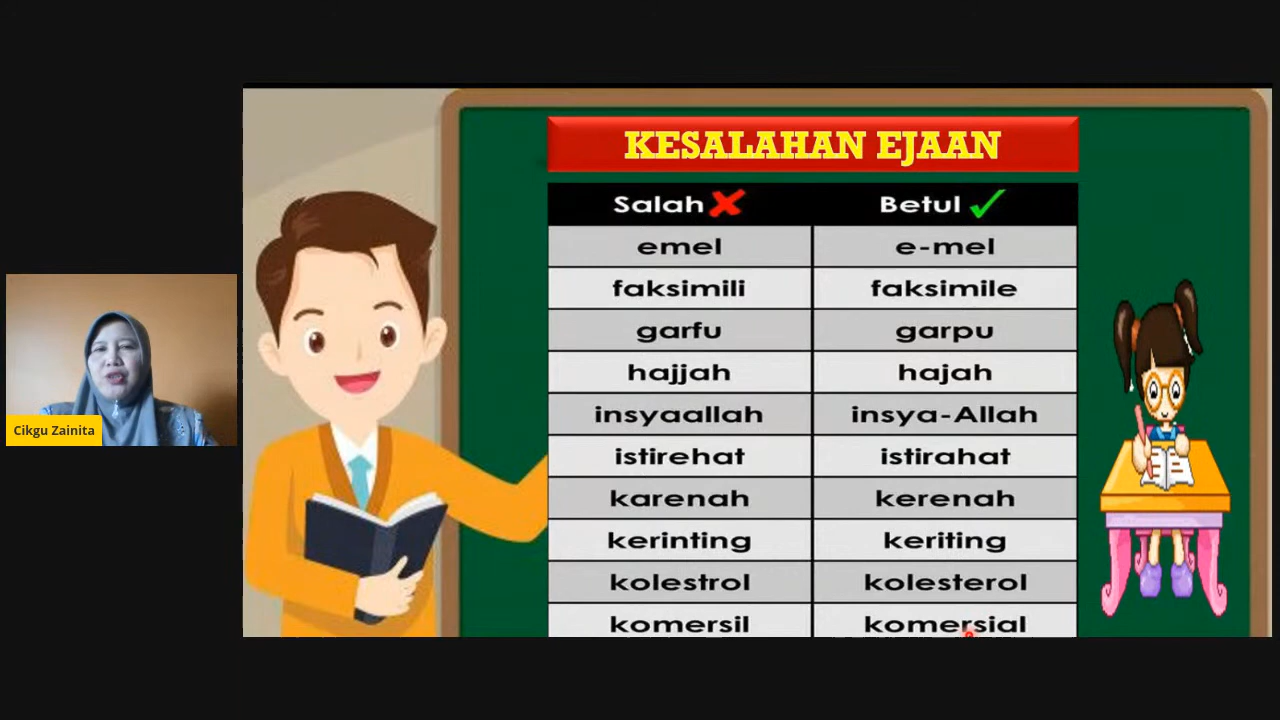 KESALAHAN EJAAN
Salah Betul
emel e-mel
faksimili faksimile
garfu garpu
hajjah hajah
insyaallah insya-Allah
istirehat istirahat
karenah kerenah
kerinting keriting
kolestrol kolesterol
komersil komersial
Cikgu Zainita